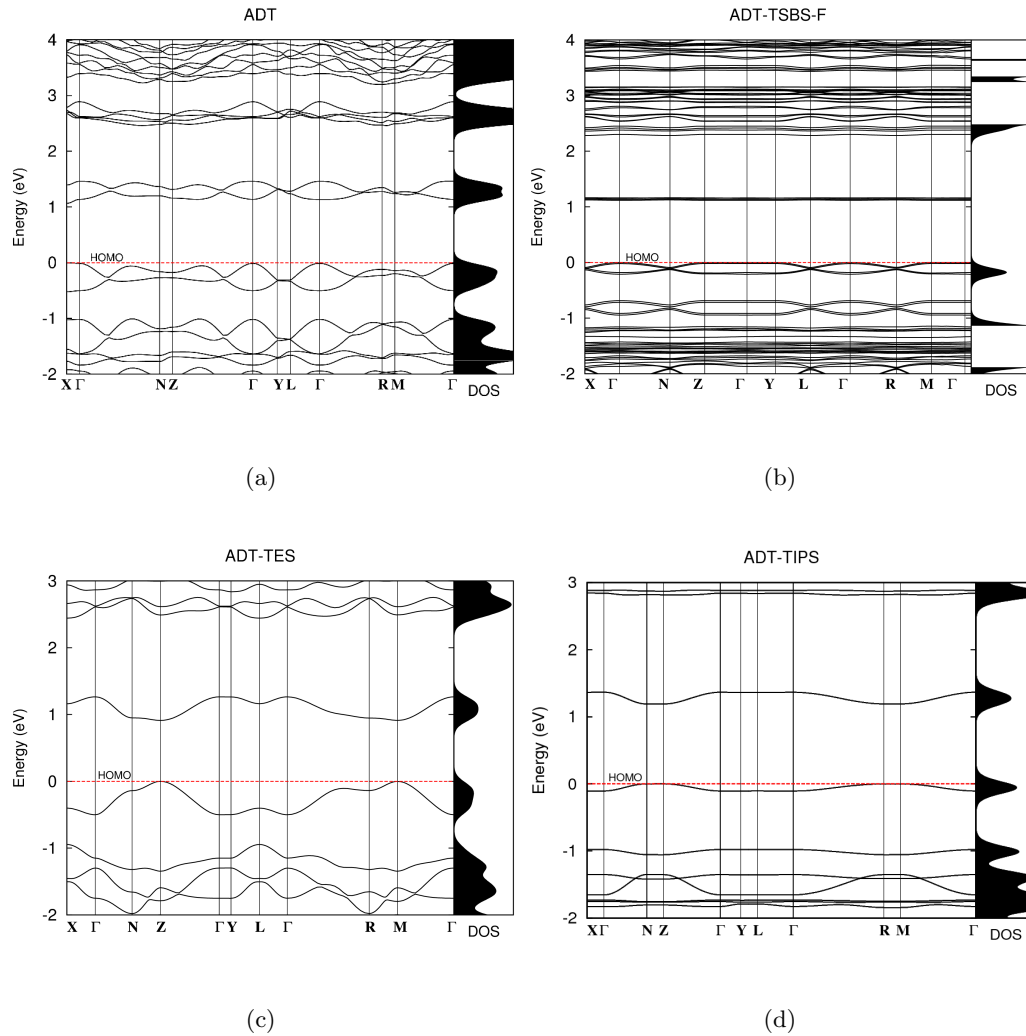 ADT
Energy (eV)
4
3
2
1
0
-1
-2
HOMO
X Γ N Z Γ Y L Γ R M Γ DOS
(a)
ADT-TSBS-F
Energy (eV)
4
3
2
1
0
-1
-2
HOMO
X Γ N Z Γ Y L Γ R M Γ DOS
(b)
ADT-TES
Energy (eV)
3
2
1
0
-1
-2
HOMO
X Γ N Z Γ Y L Γ R M Γ DOS
(c)
ADT-TIPS
Energy (eV)
3
2
1
0
-1
-2
HOMO
X Γ N Z Γ Y L Γ R M Γ DOS
(d)